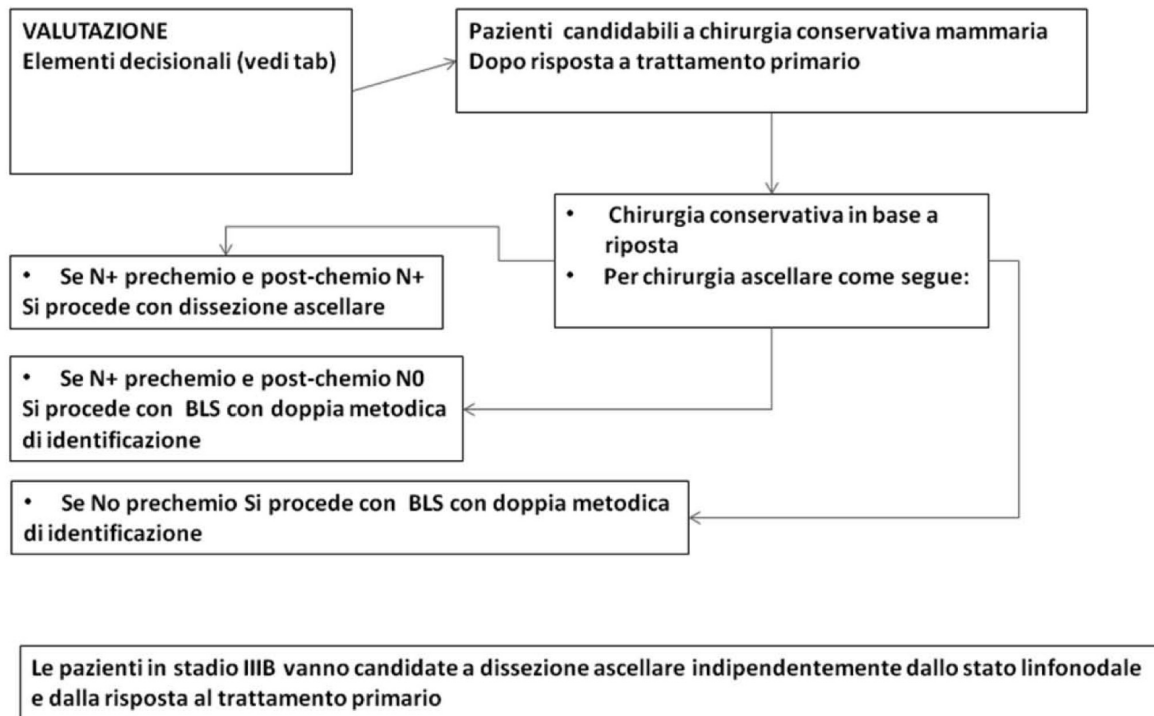 VALUTAZIONE
Elementi decisionali (vedi tab)
Pazienti candidabili a chirurgia conservativa mammaria
Dopo risposta a trattamento primario
• Chirurgia conservativa in base a
riposta
• Per chirurgia ascellare come segue:
• Se N+ prechemio e post-chemio N+
Si procede con dissezione ascellare
• Se N+ prechemio e post-chemio N0
Si procede con BLS con doppia metodica
di identificazione
• Se No prechemio Si procede con BLS con doppia metodica
di identificazione
Le pazienti in stadio IIIB vanno candidate a dissezione ascellare indipendentemente dallo stato linfonodale
e dalla risposta al trattamento primario